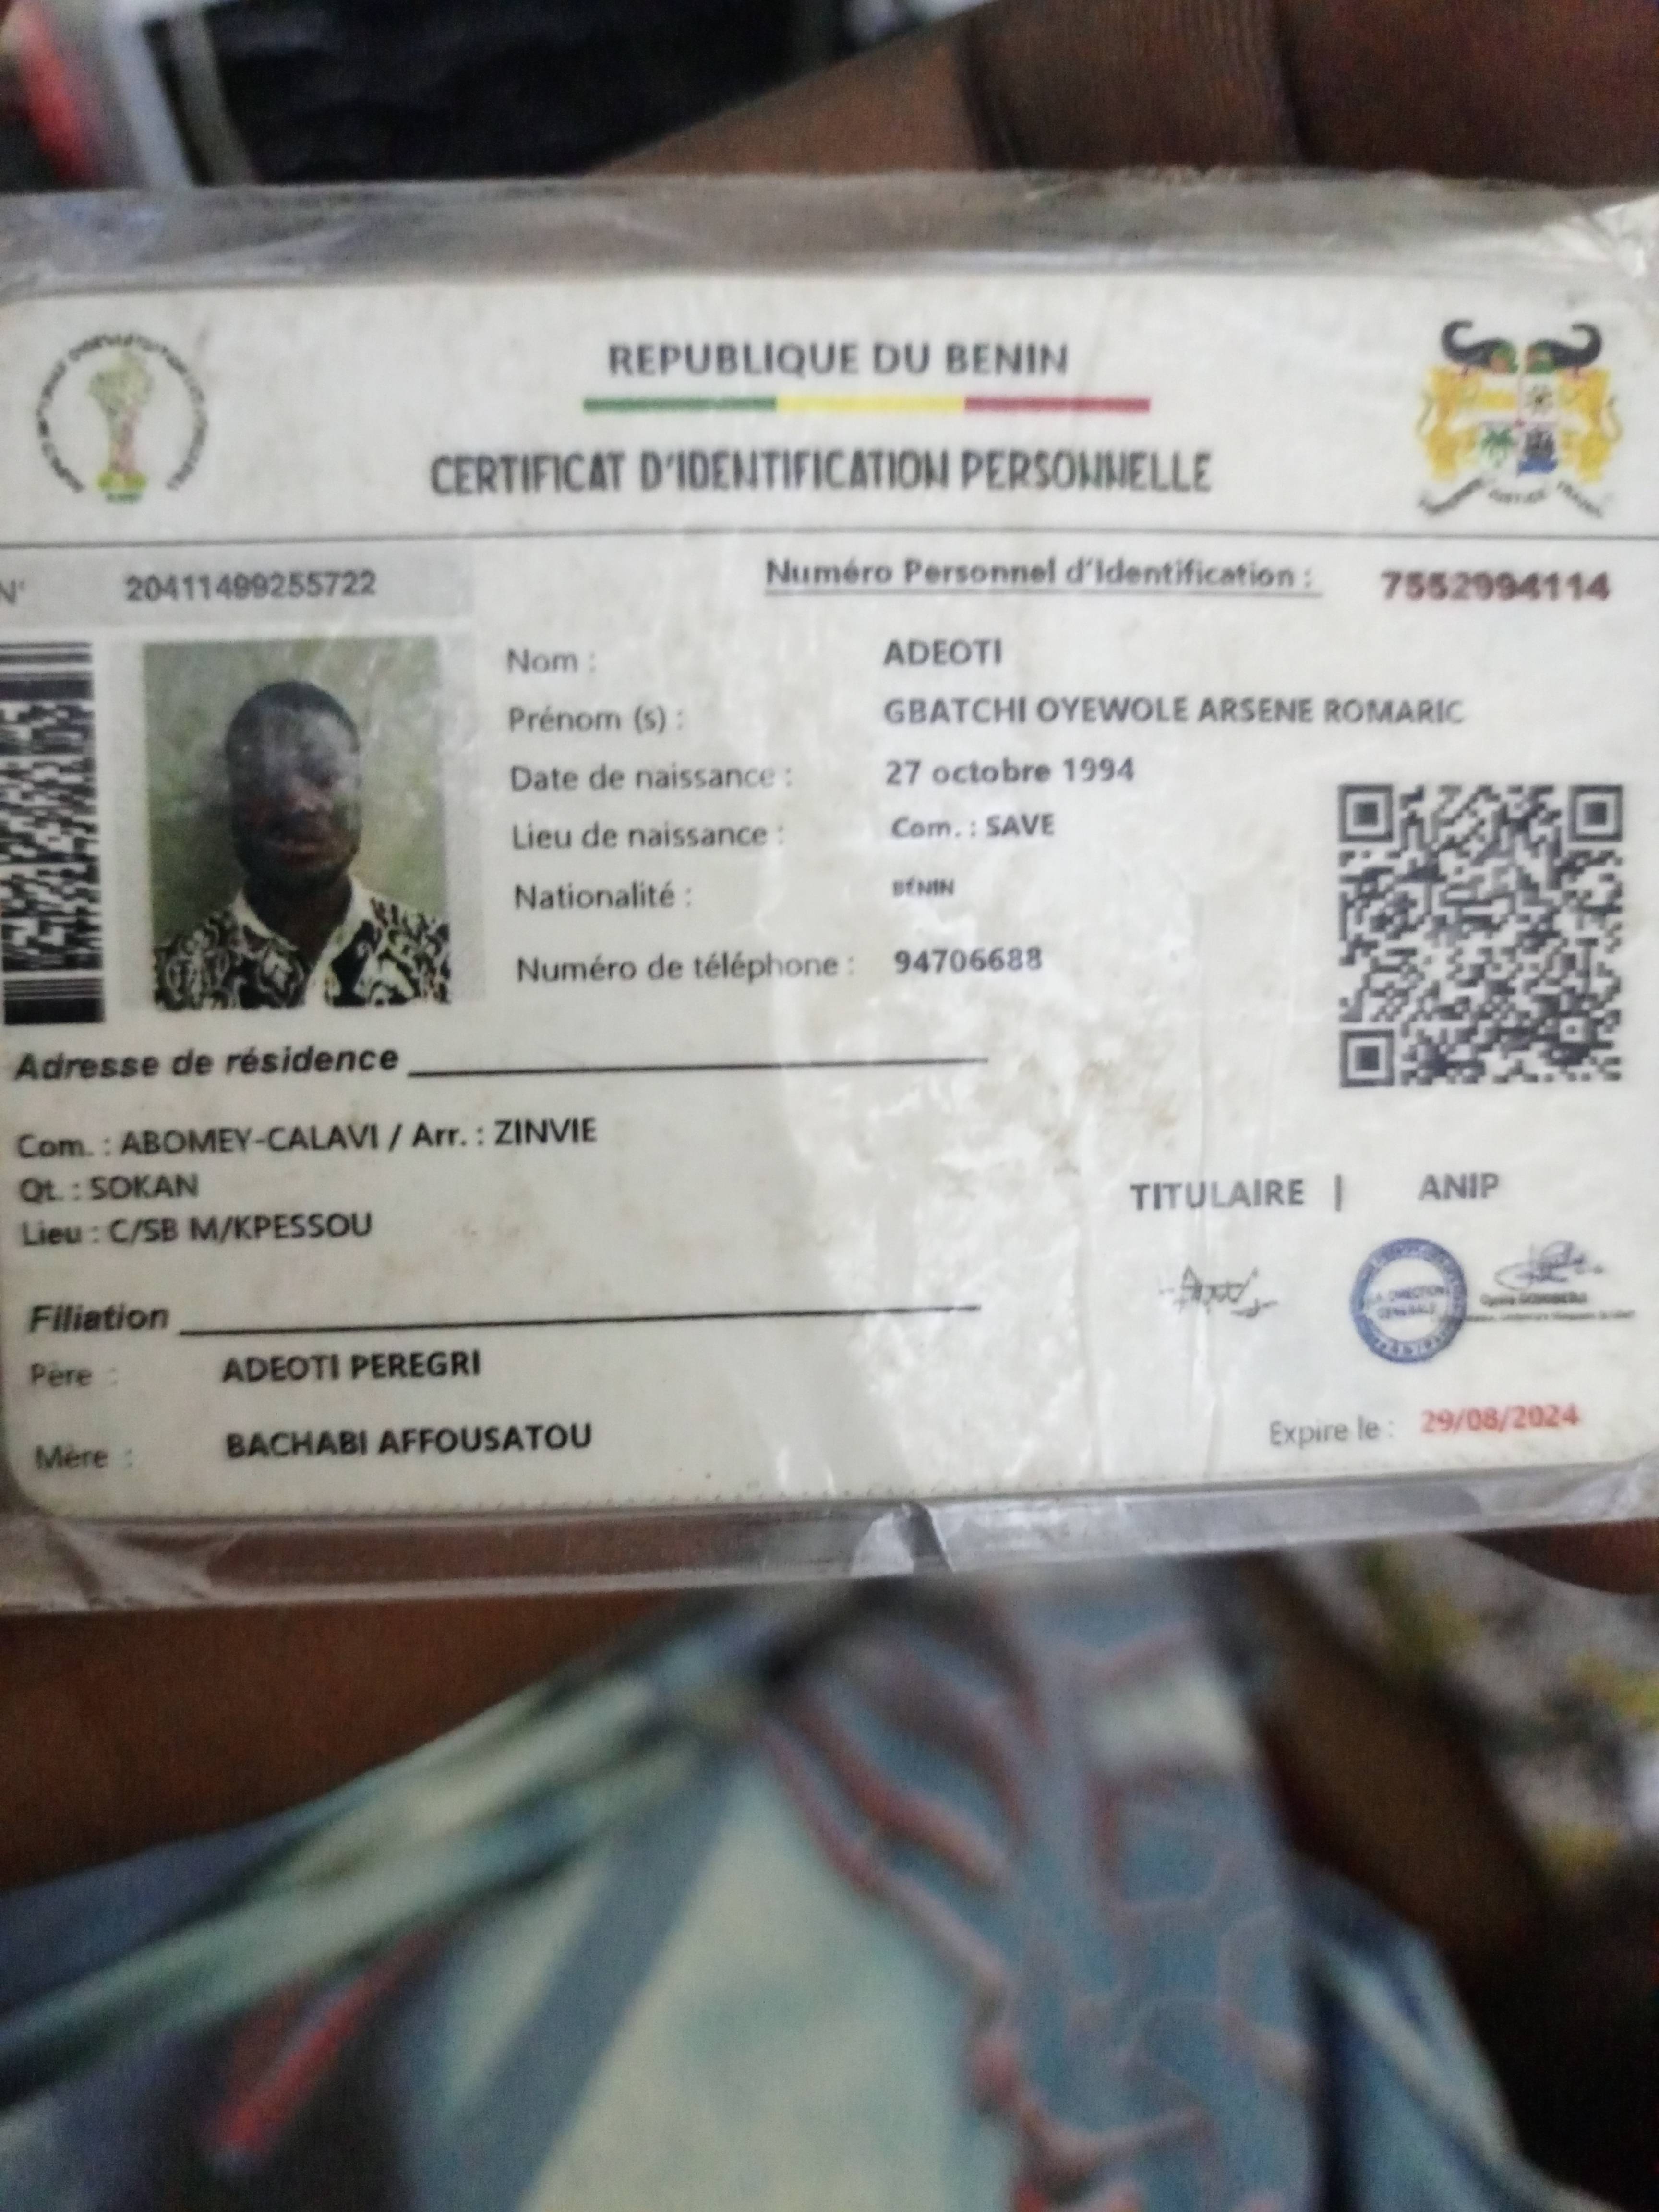 REPUBLIQUE DU BENIN
CERTIFICAT D'IDENTIFICATION PERSONNELLE
N° 20411499255722
Numéro Personnel d'Identification : 7552994114
Nom : ADEOTI
Prénom (s) : GBATCHI OYEWOLE ARSENE ROMARIC
Date de naissance : 27 octobre 1994
Lieu de naissance : Com. : SAVE
Nationalité : BÉNIN
Numéro de téléphone : 94706688
Adresse de résidence
Com. : ABOMEY-CALAVI / Arr. : ZINVIE
Qt. : SOKAN
Lieu : C/SB M/KPESSOU
TITULAIRE | ANIP
LA DIRECTION
GENERALE
Filiation
Père : ADEOTI PEREGRI
Mère : BACHABI AFFOUSATOU
Expire le : 29/08/2024